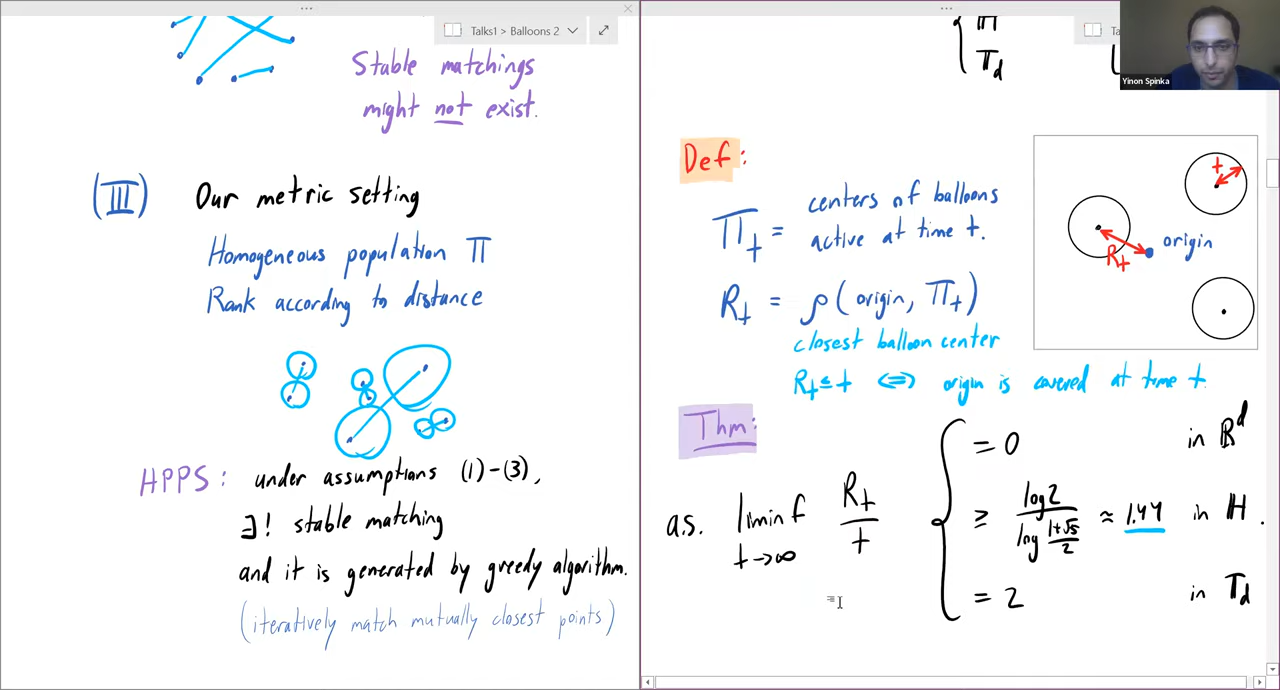 Talks1 > Balloons 2
Stable matchings
might not exist.
(III) Our metric setting
Homogeneous population Π
Rank according to distance
HPPS: under assumptions (1)-(3),
∃! stable matching
and it is generated by greedy algorithm.
(iteratively match mutually closest points)
H
T_d
Ta
Yinon Spinka
Def:
Π_t = centers of balloons
active at time t.
R_t = ρ(origin, Π_t)
closest balloon center
R_t ≤ t ⇔ origin is covered at time t.
t
R_t
origin
Thm:
a.s. liminf t→∞ R_t / t
= 0 in ℝ^d
≥ log 2 / log (1+√5)/2 ≈ 1.44 in H.
= 2 in T_d